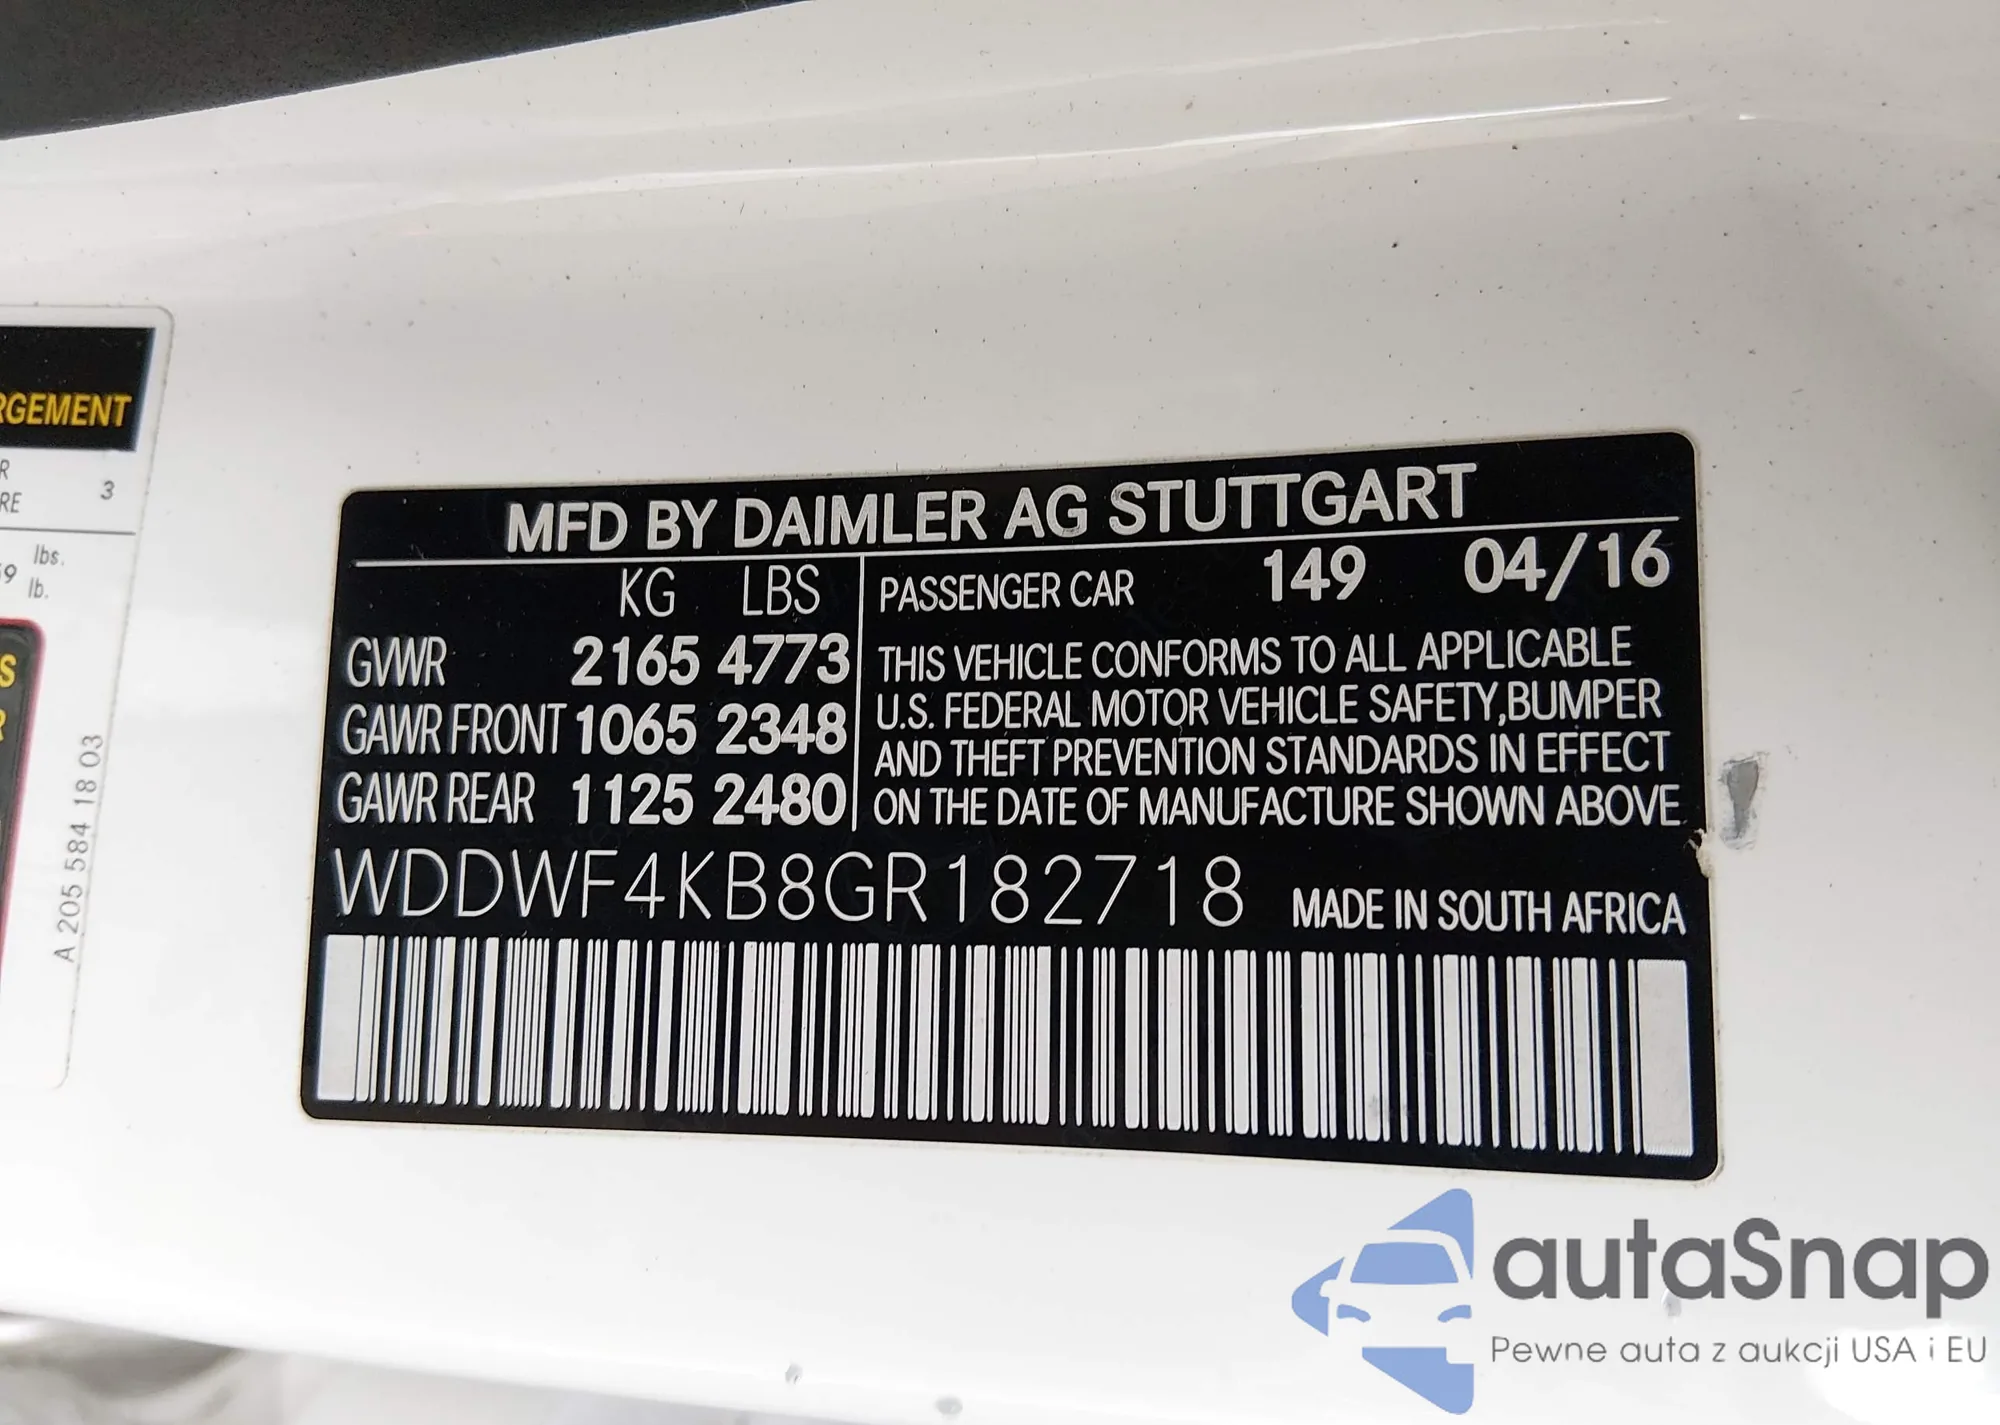 RGEMENT
R
RE 3
lbs.
9 lb.
S
R
A 205 584 18 03
MFD BY DAIMLER AG STUTTGART
KG LBS
PASSENGER CAR 149 04/16
GVWR 2165 4773
GAWR FRONT 1065 2348
GAWR REAR 1125 2480
THIS VEHICLE CONFORMS TO ALL APPLICABLE
U.S. FEDERAL MOTOR VEHICLE SAFETY,BUMPER
AND THEFT PREVENTION STANDARDS IN EFFECT
ON THE DATE OF MANUFACTURE SHOWN ABOVE
WDDWF4KB8GR182718 MADE IN SOUTH AFRICA
autaSnap
Pewne auta z aukcji USA i EU